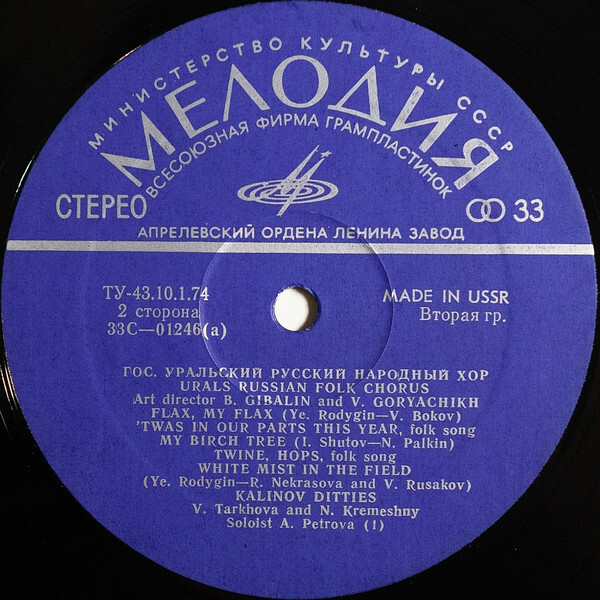 МИНИСТЕРСТВО КУЛЬТУРЫ СССР
МЕЛОДИЯ
ВСЕСОЮЗНАЯ ФИРМА ГРАМПЛАСТИНОК
СТЕРЕО
33
АПРЕЛЕВСКИЙ ОРДЕНА ЛЕНИНА ЗАВОД
ТУ-43.10.1.74
MADE IN USSR
2 сторона
Вторая гр.
33С—01246(а)
ГОС. УРАЛЬСКИЙ РУССКИЙ НАРОДНЫЙ ХОР
URALS RUSSIAN FOLK CHORUS
Art director B. GIBALIN and V. GORYACHIKH
FLAX, MY FLAX (Ye. Rodygin—V. Bokov)
'TWAS IN OUR PARTS THIS YEAR, folk song
MY BIRCH TREE (I. Shutov—N. Palkin)
TWINE, HOPS, folk song
WHITE MIST IN THE FIELD
(Ye. Rodygin—R. Nekrasova and V. Rusakov)
KALINOV DITTIES
V. Tarkhova and N. Kremeshny
Soloist A. Petrova (1)